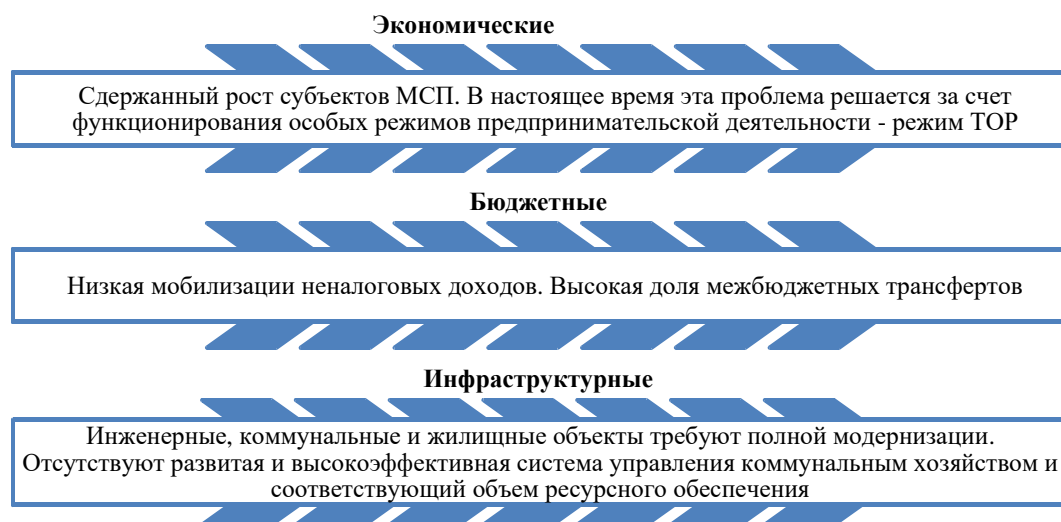 Экономические
Сдержанный рост субъектов МСП. В настоящее время эта проблема решается за счет
функционирования особых режимов предпринимательской деятельности - режим ТОР
Бюджетные
Низкая мобилизации неналоговых доходов. Высокая доля межбюджетных трансфертов
Инфраструктурные
Инженерные, коммунальные и жилищные объекты требуют полной модернизации.
Отсутствуют развитая и высокоэффективная система управления коммунальным хозяйством и
соответствующий объем ресурсного обеспечения